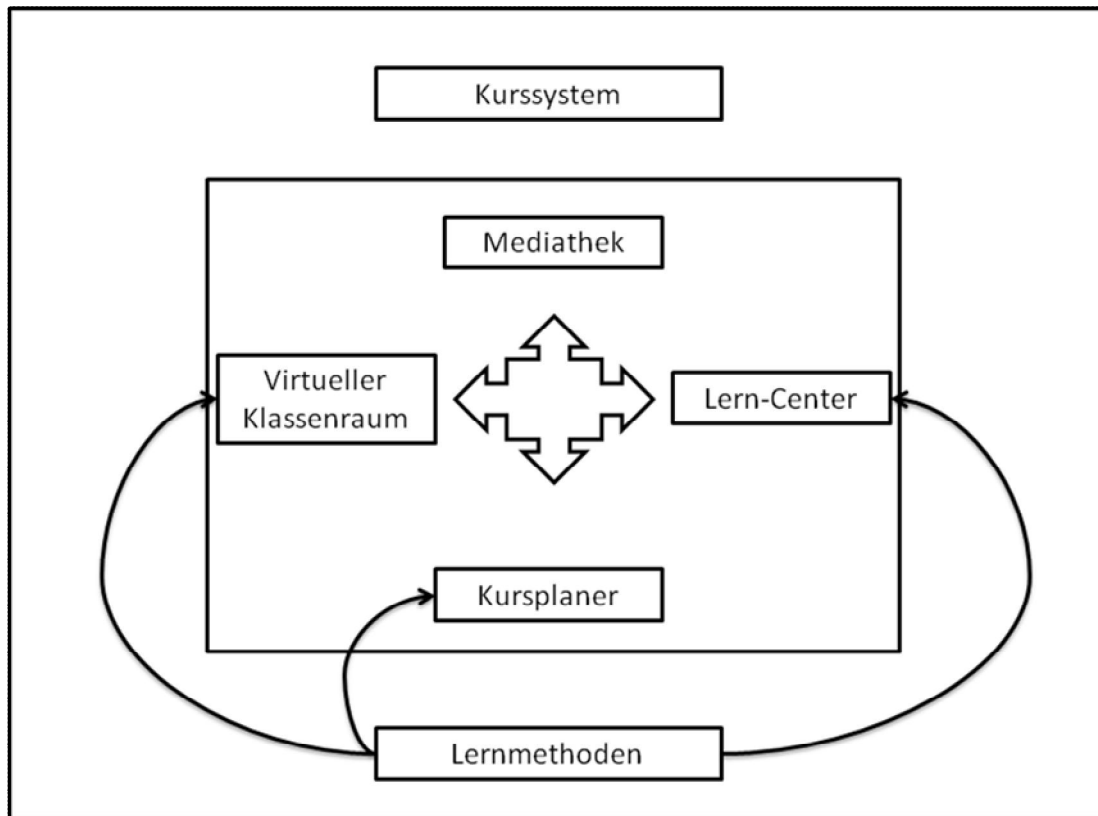 Kurssystem
Mediathek
Virtueller
Klassenraum
Lern-Center
Kursplaner
Lernmethoden